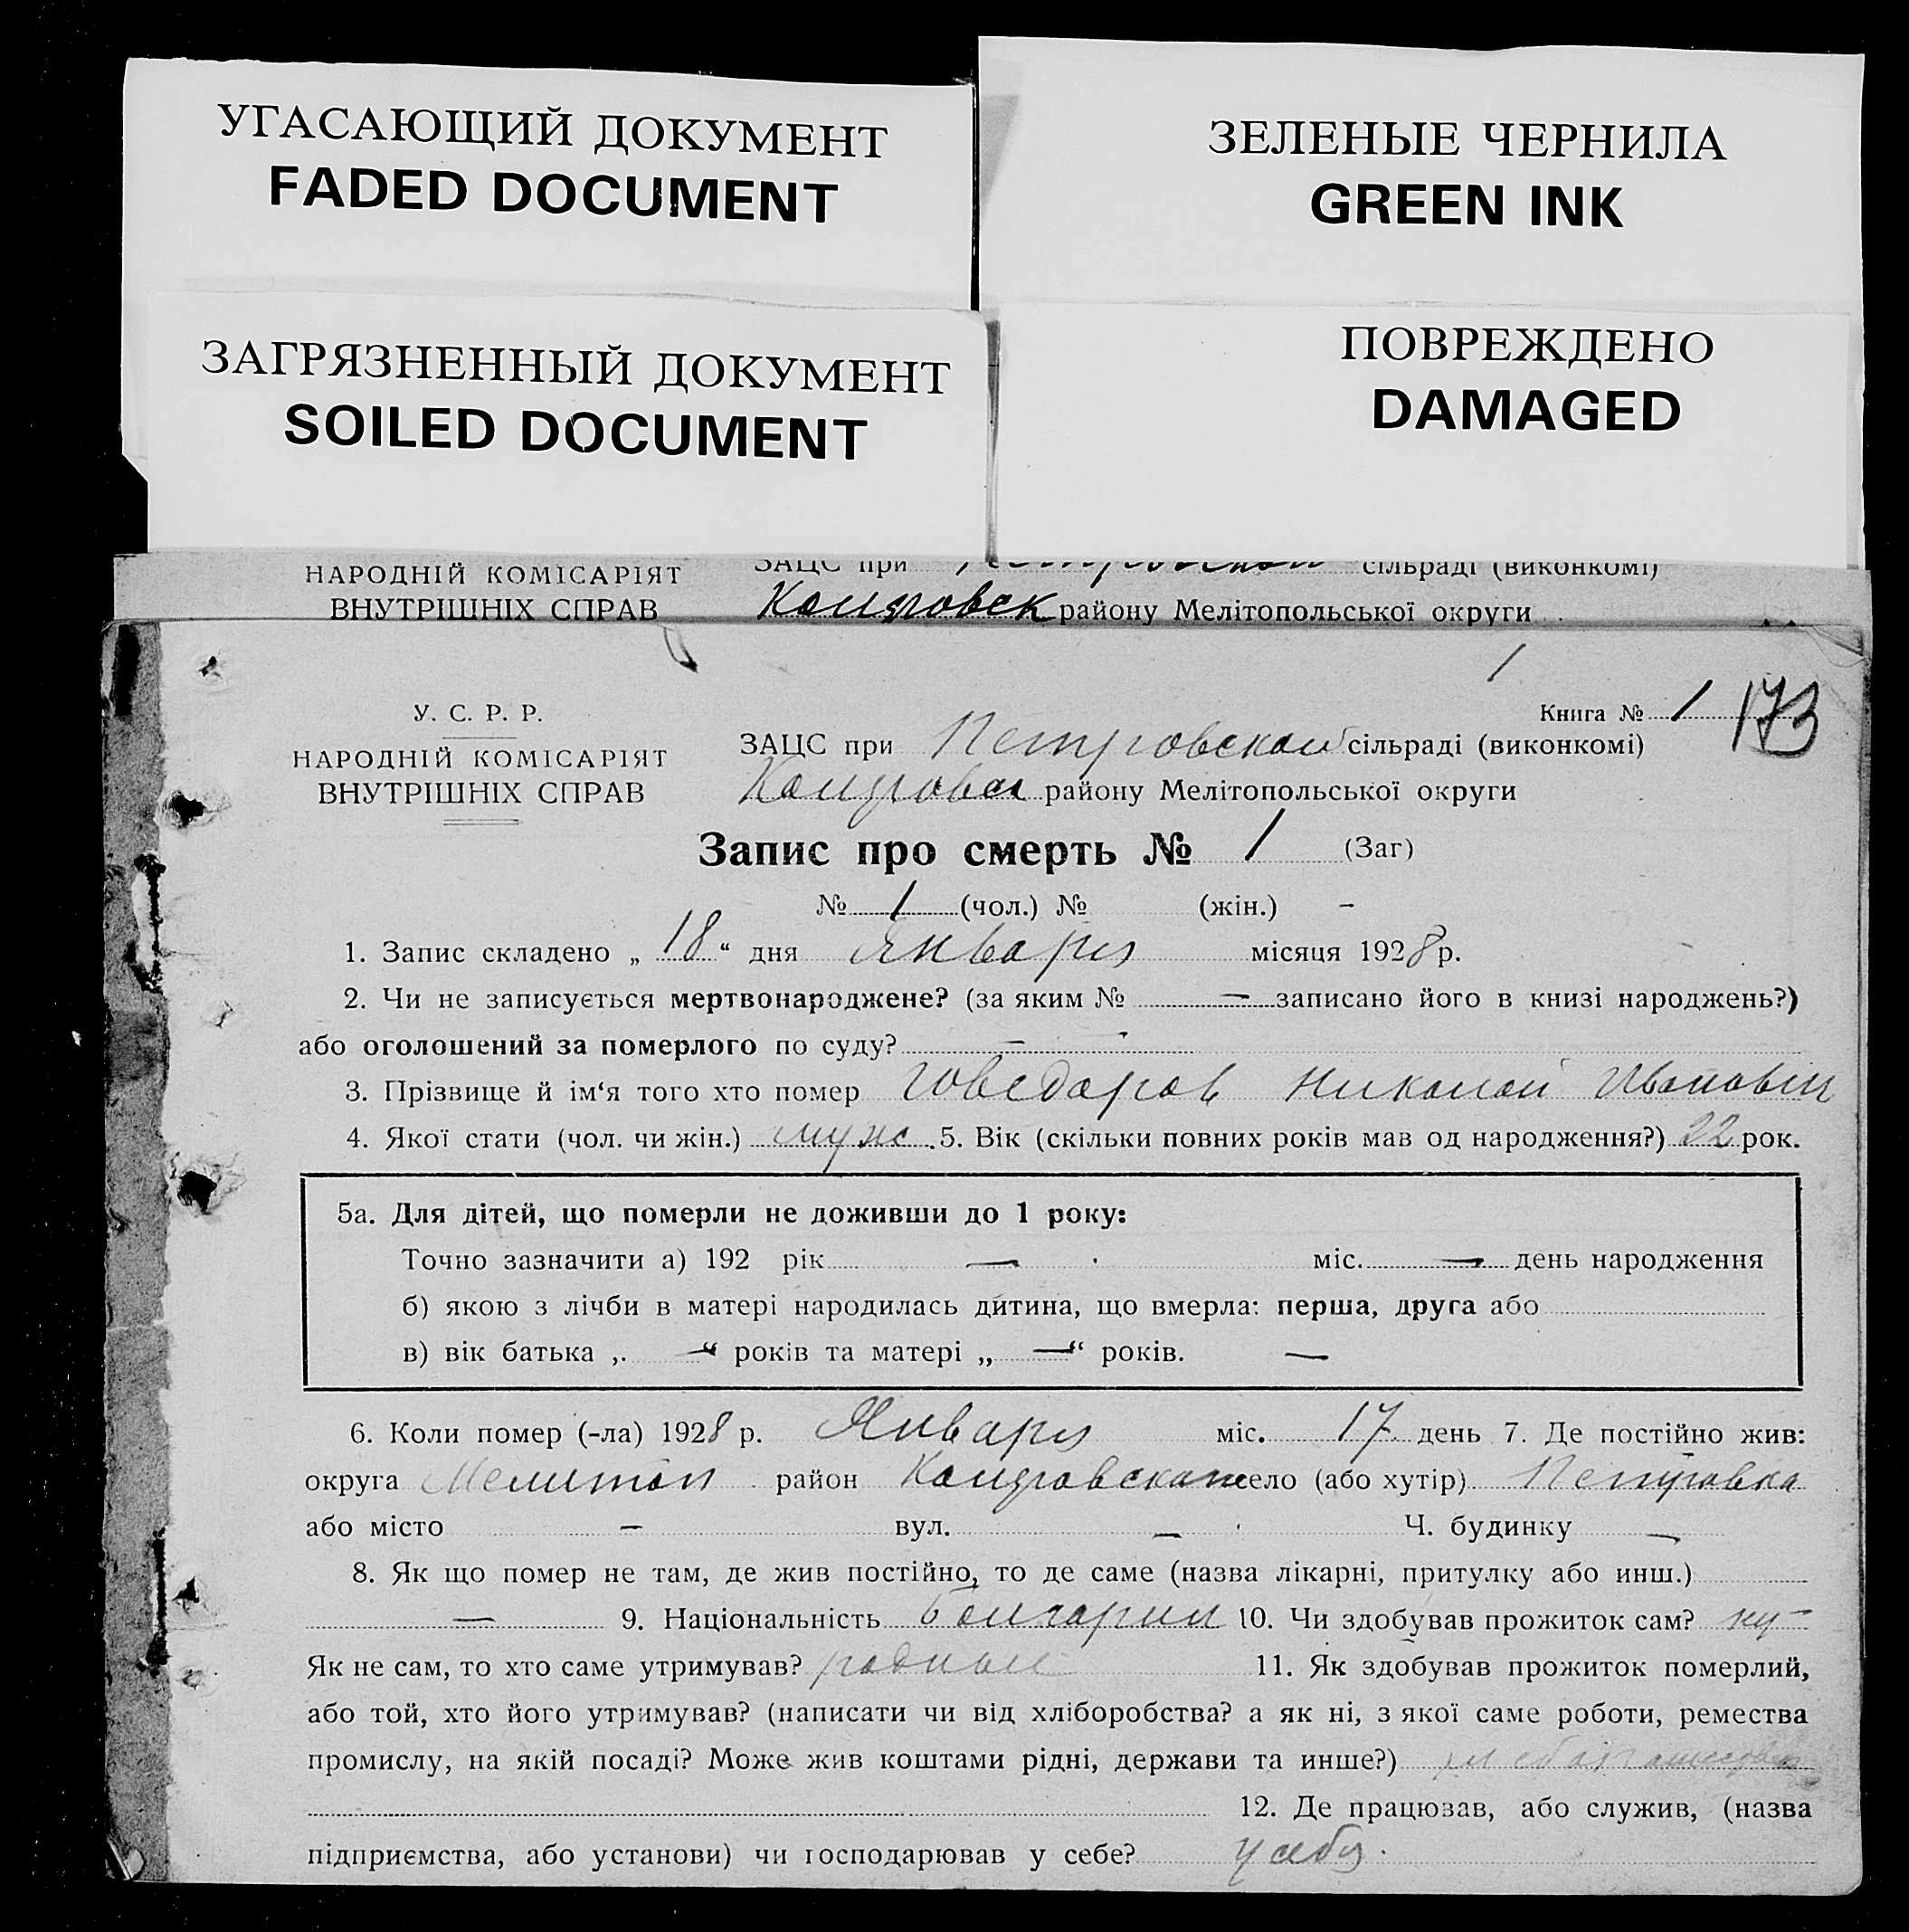 УГАСАЮЩИЙ ДОКУМЕНТ
FADED DOCUMENT
ЗЕЛЕНЫЕ ЧЕРНИЛА
GREEN INK
ЗАГРЯЗНЕННЫЙ ДОКУМЕНТ
SOILED DOCUMENT
ПОВРЕЖДЕНО
DAMAGED
НАРОДНІЙ КОМІСАРІЯТ
ВНУТРІШНІХ СПРАВ
ЗАЦС при сільраді (виконкомі)
району Мелітопольської округи
1
Книга № 1 173
У. С. Р. Р.
НАРОДНІЙ КОМІСАРІЯТ
ВНУТРІШНІХ СПРАВ
ЗАЦС при Петровском сільраді (виконкомі)
району Мелітопольської округи
Запис про смерть № 1 (Заг)
№ 1 (чол.) № (жін.) -
1. Запис складено „ 18 “ дня Января місяця 1928 р.
2. Чи не записується мертвонароджене? (за яким № — записано його в книзі народжень?)
або оголошений за померлого по суду? — —
3. Прізвище й ім‘я того хто помер Говедаров Николай Иванович
4. Якої стати (чол. чи жін.) муж. 5. Вік (скільки повних років мав од народження?) 22 рок.
5а. Для дітей, що померли не доживши до 1 року:
Точно зазначити а) 192 рік — міс. — день народження
б) якою з лічби в матері народилась дитина, що вмерла: перша, друга або
в) вік батька „ — “ років та матері „ — “ років. —
6. Коли помер (-ла) 1928 р. Января міс. 17 день 7. Де постійно жив:
округа Мелитоп район село (або хутір) Петровка
або місто — вул. — Ч. будинку —
8. Як що помер не там, де жив постійно, то де саме (назва лікарні, притулку або инш.)
— 9. Національність Болгарин 10. Чи здобував прожиток сам?
Як не сам, то хто саме утримував? 11. Як здобував прожиток померлий,
або той, хто його утримував? (написати чи від хліборобства? а як ні, з якої саме роботи, ремества
промислу, на якій посаді? Може жив коштами рідні, держави та инше?)
12. Де працював, або служив, (назва
підприємства, або установи) чи господарював у себе? у себя.